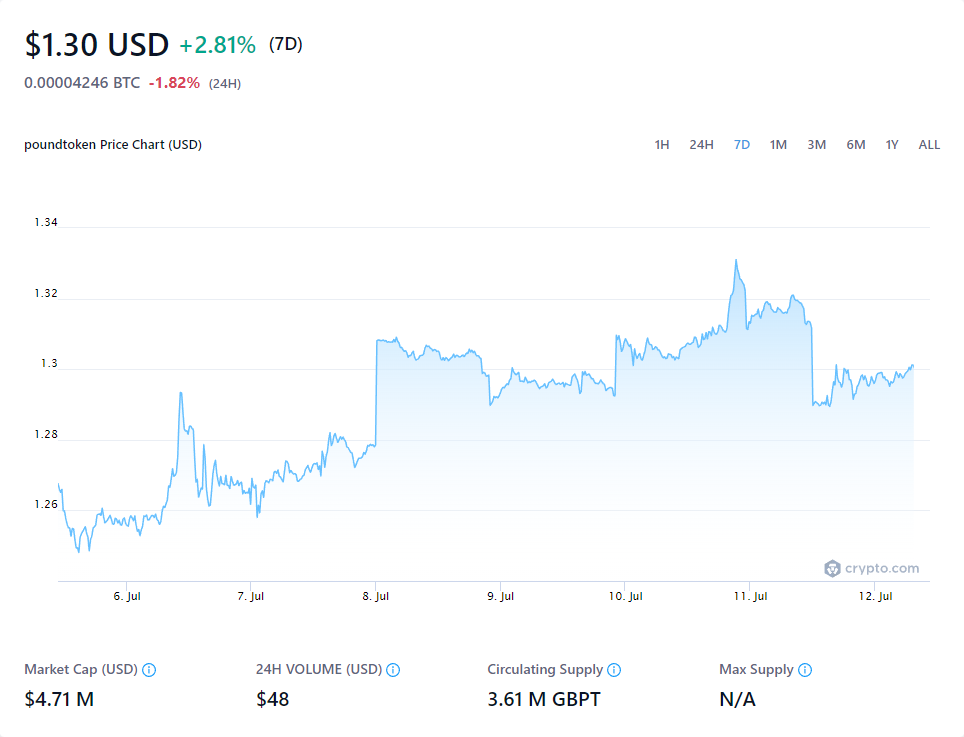 $1.30 USD +2.81% (7D)
0.00004246 BTC -1.82% (24H)
poundtoken Price Chart (USD) 1H 24H 7D 1M 3M 6M 1Y ALL
1.34
1.32
1.3
1.28
1.26
crypto.com
6. Jul 7. Jul 8. Jul 9. Jul 10. Jul 11. Jul 12. Jul
Market Cap (USD) 24H VOLUME (USD) Circulating Supply Max Supply
$4.71 M $48 3.61 M GBPT N/A